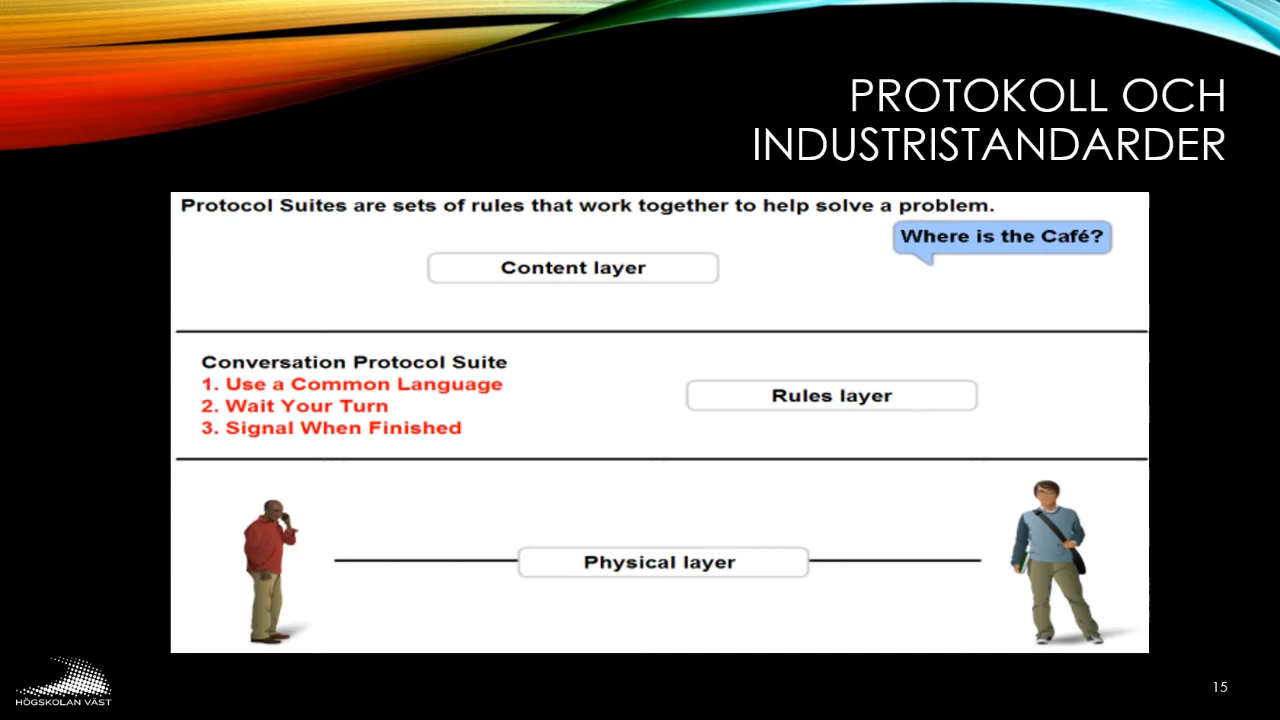 PROTOKOLL OCH
INDUSTRISTANDARDER
Protocol Suites are sets of rules that work together to help solve a problem.
Where is the Café?
Content layer
Conversation Protocol Suite
1. Use a Common Language
2. Wait Your Turn
3. Signal When Finished
Rules layer
Physical layer
HÖGSKOLAN VÄST
15